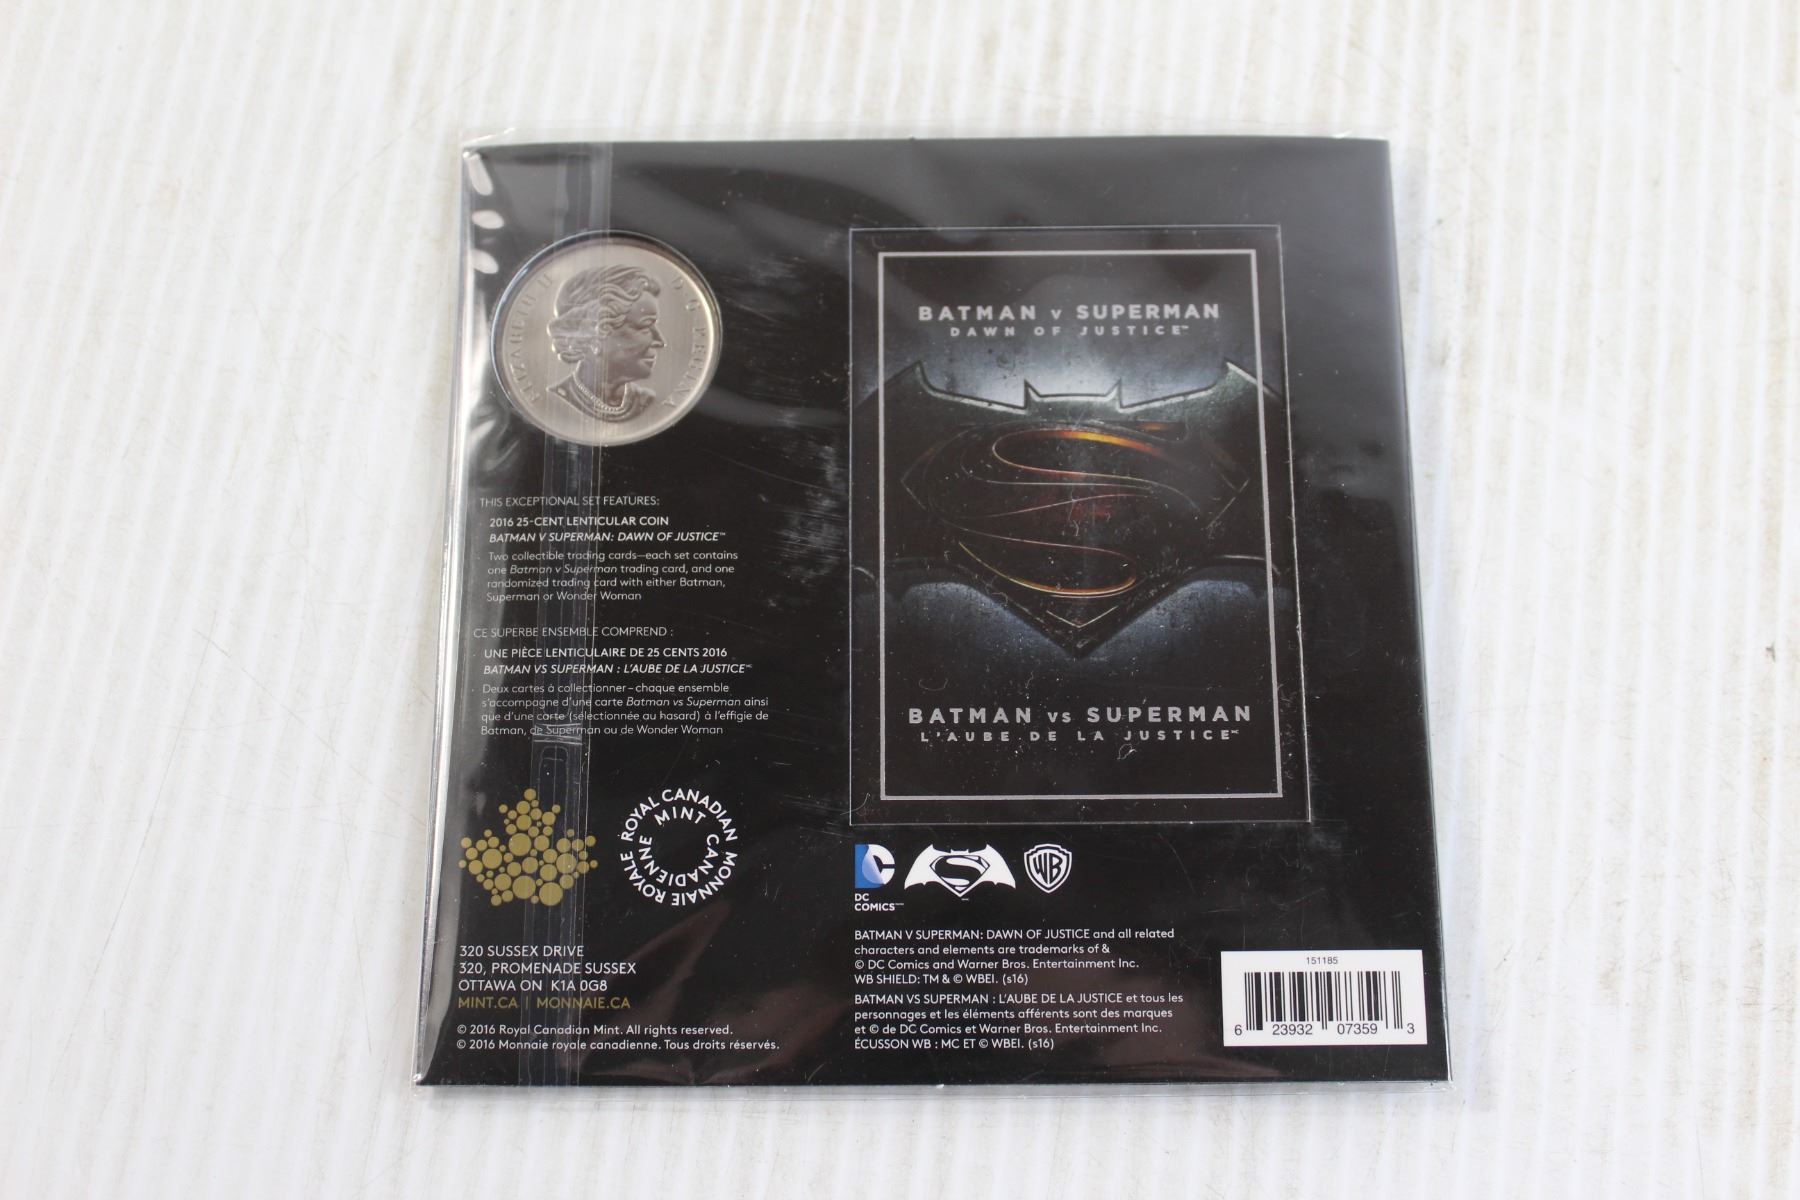 ELIZABETH II D·G·REGINA
THIS EXCEPTIONAL SET FEATURES:
2016 25-CENT LENTICULAR COIN
BATMAN V SUPERMAN: DAWN OF JUSTICE™
Two collectible trading cards—each set contains
one Batman v Superman trading card, and one
randomized trading card with either Batman,
Superman or Wonder Woman
CE SUPERBE ENSEMBLE COMPREND :
UNE PIÈCE LENTICULAIRE DE 25 CENTS 2016
BATMAN VS SUPERMAN : L'AUBE DE LA JUSTICE MC
Deux cartes à collectionner – chaque ensemble
s'accompagne d'une carte Batman vs Superman ainsi
que d'une carte (sélectionnée au hasard) à l'effigie de
Batman, de Superman ou de Wonder Woman
ROYAL CANADIAN MINT
MONNAIE ROYALE CANADIENNE
320 SUSSEX DRIVE
320, PROMENADE SUSSEX
OTTAWA ON K1A 0G8
MINT.CA | MONNAIE.CA
© 2016 Royal Canadian Mint. All rights reserved.
© 2016 Monnaie royale canadienne. Tous droits réservés.
BATMAN v SUPERMAN
DAWN OF JUSTICE™
BATMAN vs SUPERMAN
L'AUBE DE LA JUSTICE MC
DC
COMICS™
WB
BATMAN V SUPERMAN: DAWN OF JUSTICE and all related
characters and elements are trademarks of &
© DC Comics and Warner Bros. Entertainment Inc.
WB SHIELD: TM & © WBEI. (s16)
BATMAN VS SUPERMAN : L'AUBE DE LA JUSTICE et tous les
personnages et les éléments afférents sont des marques
et © de DC Comics et Warner Bros. Entertainment Inc.
ÉCUSSON WB : MC ET © WBEI. (s16)
151185
6 23932 07359 3